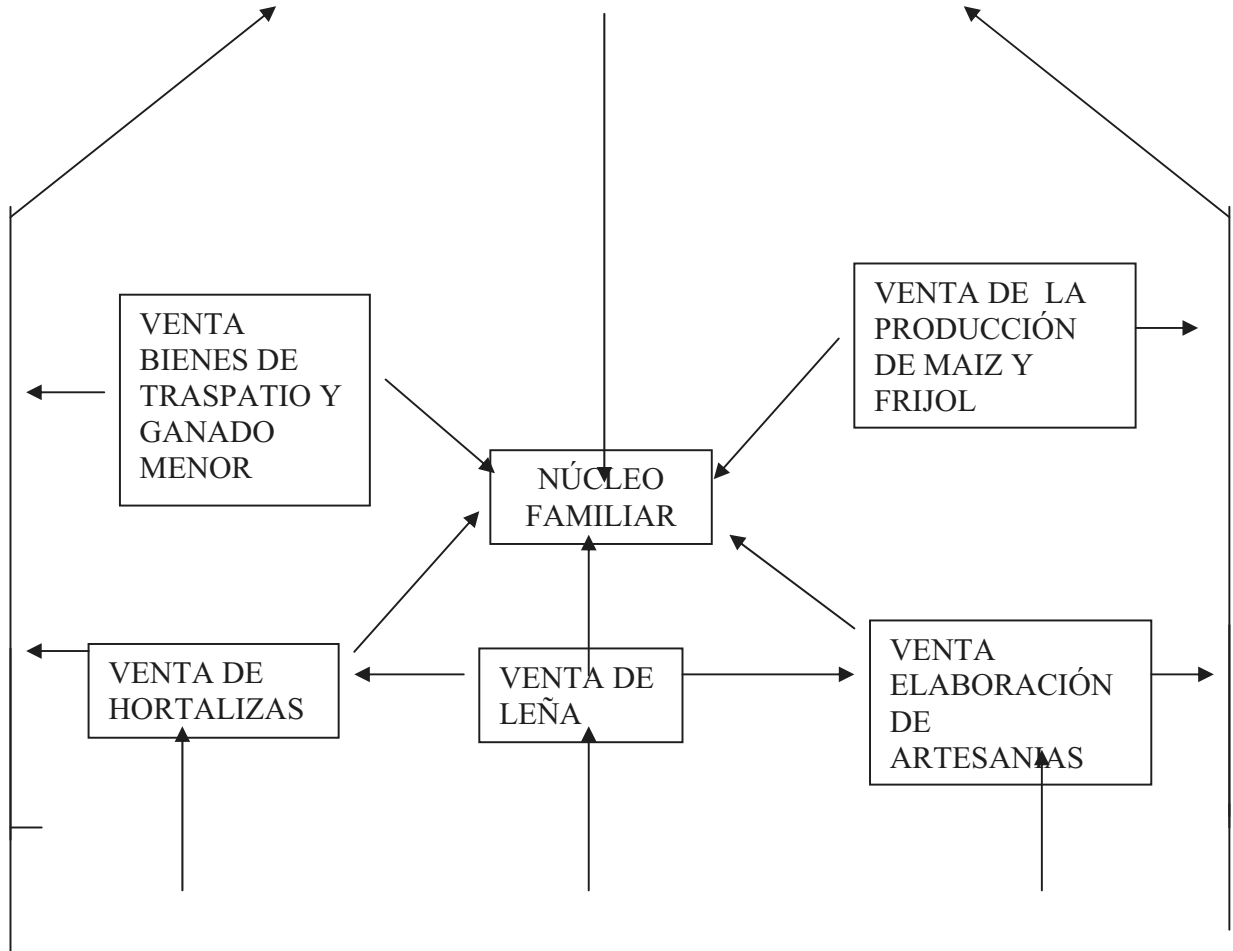 VENTA
BIENES DE
TRASPATIO Y
GANADO
MENOR
VENTA DE LA
PRODUCCIÓN
DE MAIZ Y
FRIJOL
NÚCLEO
FAMILIAR
VENTA DE
HORTALIZAS
VENTA DE
LEÑA
VENTA
ELABORACIÓN
DE
ARTESANIAS